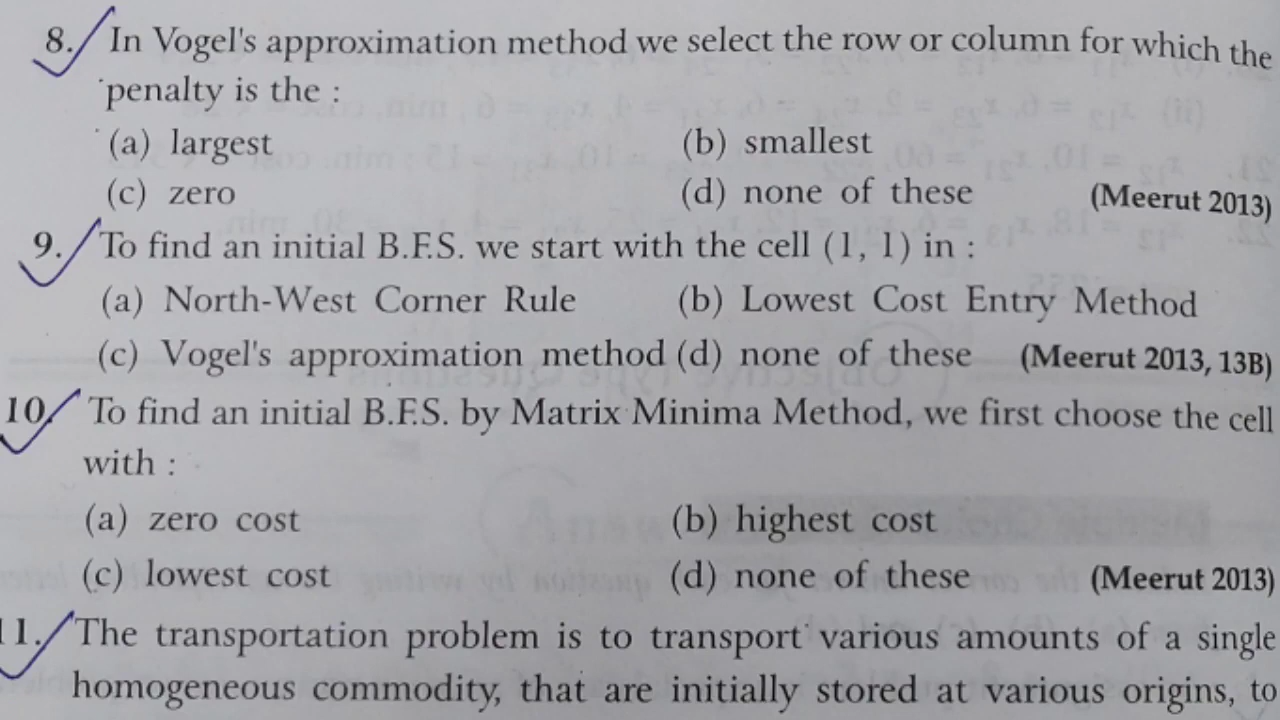 8. In Vogel's approximation method we select the row or column for which the
penalty is the :
(a) largest (b) smallest
(c) zero (d) none of these (Meerut 2013)
9. To find an initial B.F.S. we start with the cell (1, 1) in :
(a) North-West Corner Rule (b) Lowest Cost Entry Method
(c) Vogel's approximation method (d) none of these (Meerut 2013, 13B)
10. To find an initial B.F.S. by Matrix Minima Method, we first choose the cell
with :
(a) zero cost (b) highest cost
(c) lowest cost (d) none of these (Meerut 2013)
11. The transportation problem is to transport various amounts of a single
homogeneous commodity, that are initially stored at various origins, to